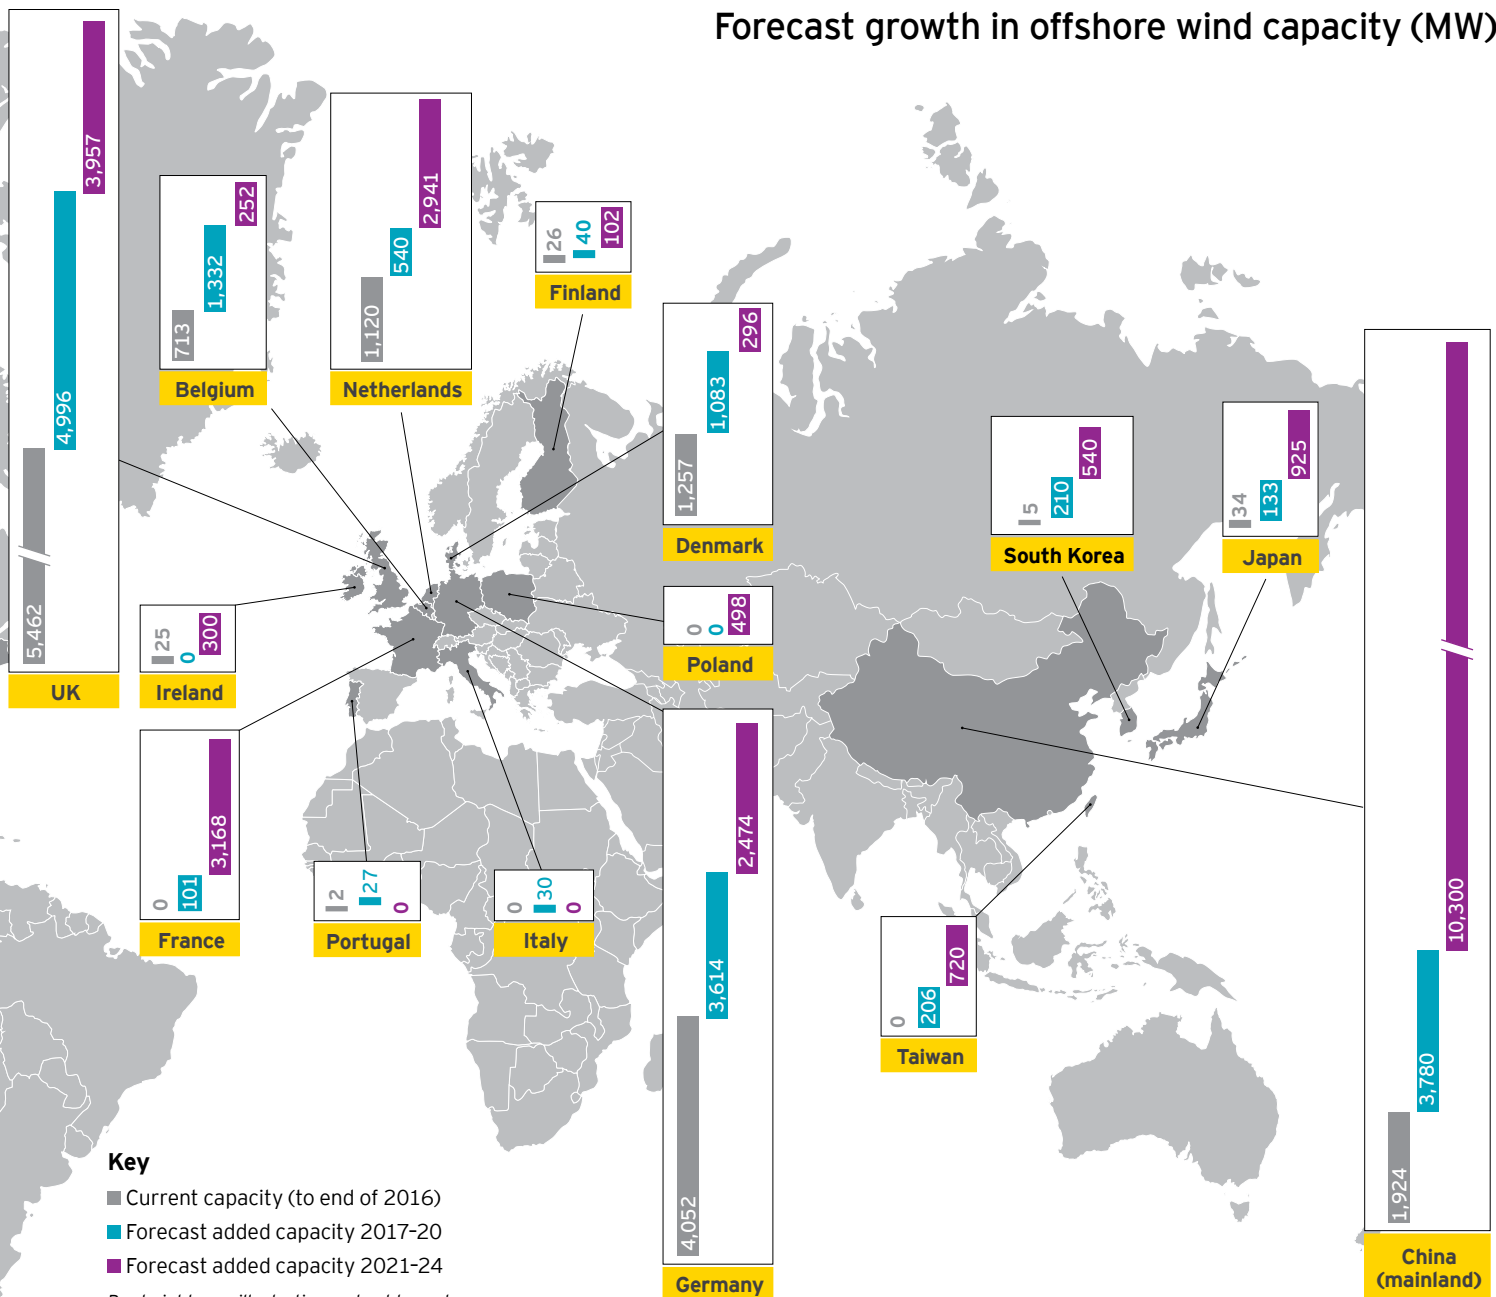 Forecast growth in offshore wind capacity (MW)
5,462
4,996
3,957
UK
713
1,332
252
Belgium
1,120
540
2,941
Netherlands
26
40
102
Finland
1,257
1,083
296
Denmark
5
210
540
South Korea
34
133
925
Japan
25
0
300
Ireland
0
0
498
Poland
0
101
3,168
France
2
27
0
Portugal
0
30
0
Italy
4,052
3,614
2,474
Germany
0
206
720
Taiwan
1,924
3,780
10,300
China
(mainland)
Key
Current capacity (to end of 2016)
Forecast added capacity 2017–20
Forecast added capacity 2021–24